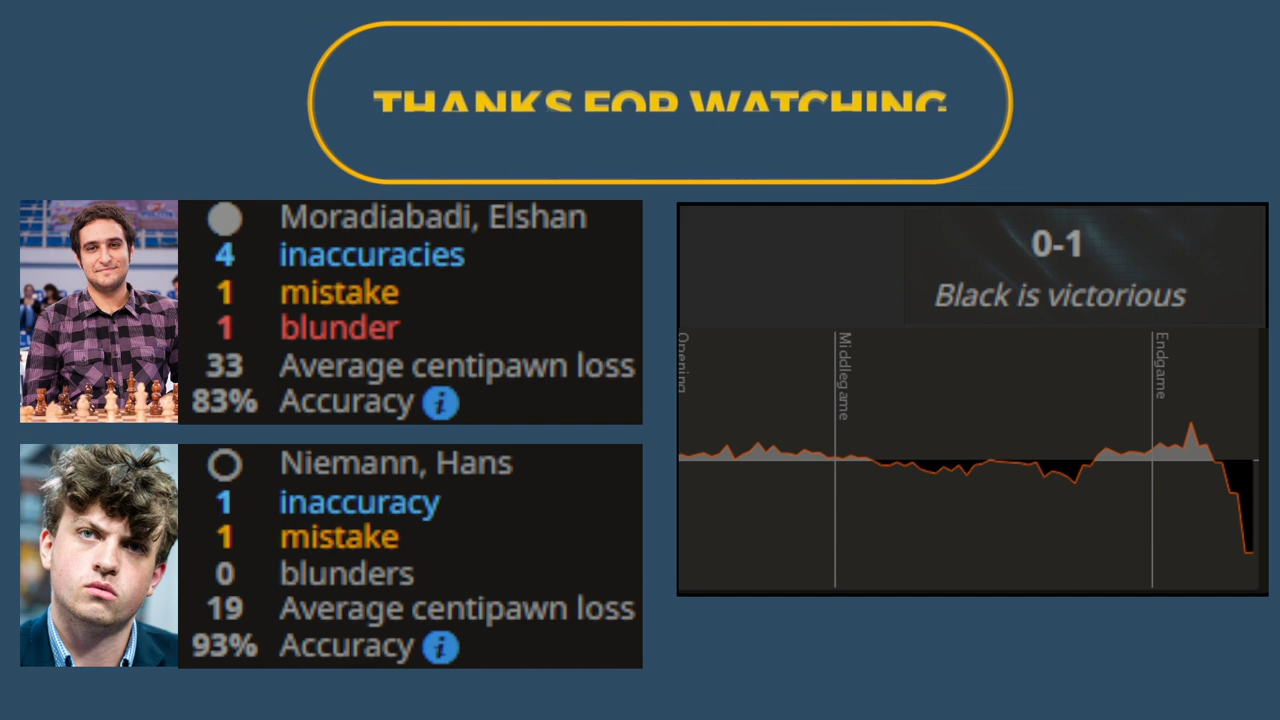 THANKS FOR WATCHING
Moradiabadi, Elshan
4 inaccuracies
1 mistake
1 blunder
33 Average centipawn loss
83% Accuracy i
Niemann, Hans
1 inaccuracy
1 mistake
0 blunders
19 Average centipawn loss
93% Accuracy i
0-1
Black is victorious
Opening
Middlegame
Endgame